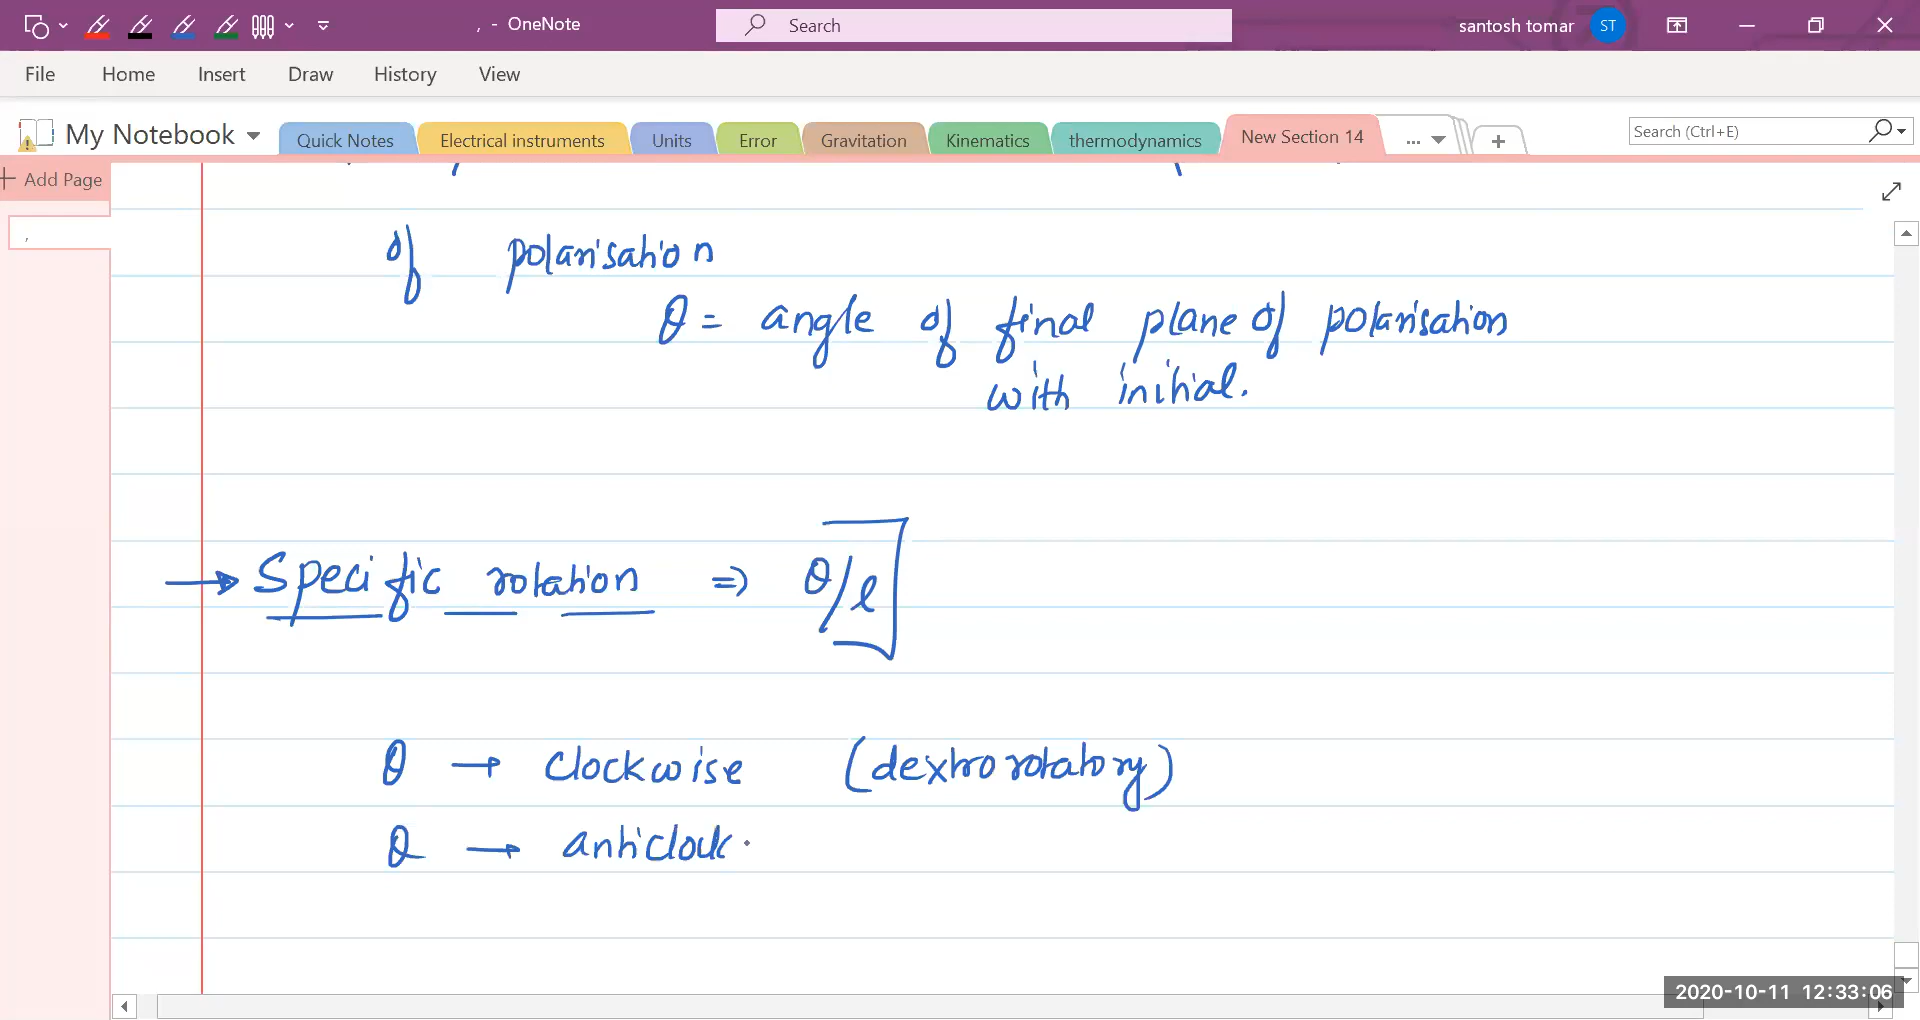 , - OneNote
Search
santosh tomar ST
File Home Insert Draw History View
My Notebook
Quick Notes Electrical instruments Units Error Gravitation Kinematics thermodynamics New Section 14 ... +
Search (Ctrl+E)
+ Add Page
,
of polarisation
θ = angle of final plane of polarisation
with initial.
→ Specific rotation ⇒ θ/l
θ → clockwise (dextrorotatory)
θ → anticlock
2020-10-11 12:33:06